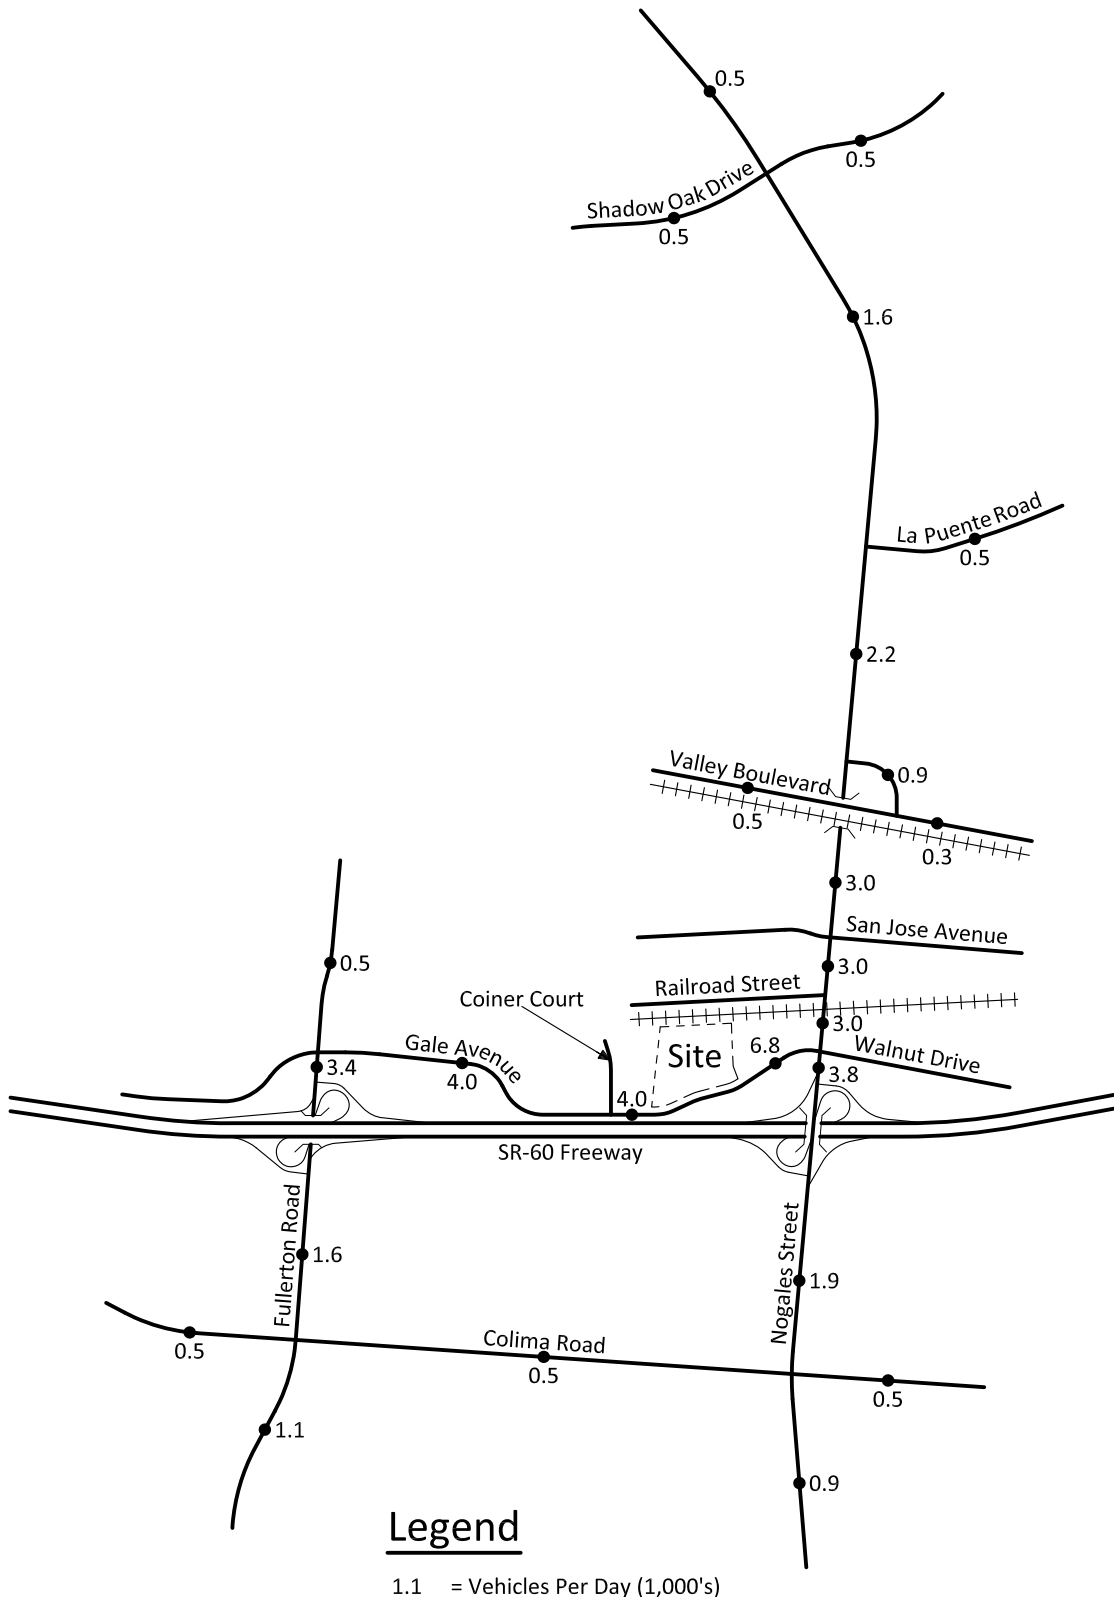 0.5
0.5
Shadow Oak Drive
0.5
1.6
La Puente Road
0.5
2.2
Valley Boulevard
0.9
0.5
0.3
3.0
San Jose Avenue
0.5
3.0
Railroad Street
Coiner Court
3.0
Gale Avenue
Site
6.8
Walnut Drive
3.4
4.0
3.8
4.0
SR-60 Freeway
Fullerton Road
1.6
Nogales Street
1.9
Colima Road
0.5
0.5
0.5
1.1
0.9
Legend
1.1 = Vehicles Per Day (1,000's)